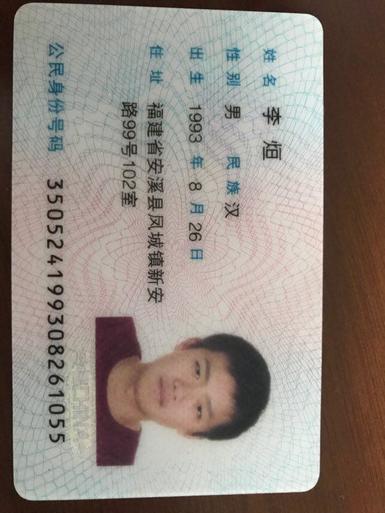 姓名 李烜
性别 男 民族 汉
出生 1993 年 8 月 26 日
住址 福建省安溪县凤城镇新安
路99号102室
公民身份号码 350524199308261055